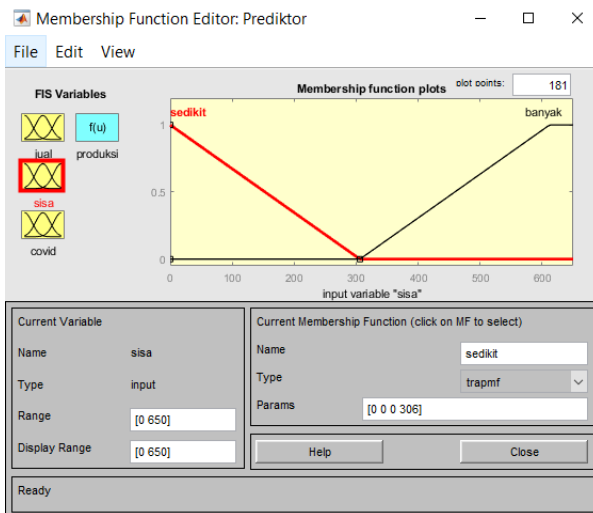 Membership Function Editor: Prediktor
File Edit View
FIS Variables
f(u)
jual produksi
sisa
covid
Membership function plots plot points: 181
sedikit banyak
1
0.5
0
0 100 200 300 400 500 600
input variable "sisa"
Current Variable
Name sisa
Type input
Range [0 650]
Display Range [0 650]
Current Membership Function (click on MF to select)
Name sedikit
Type trapmf
Params [0 0 0 306]
Help Close
Ready